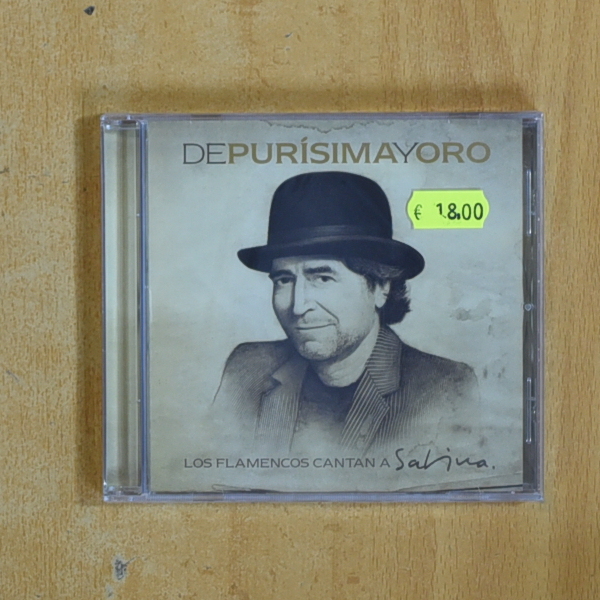 DEPURÍSIMAYORO
€ 18.00
LOS FLAMENCOS CANTAN A Sabina.